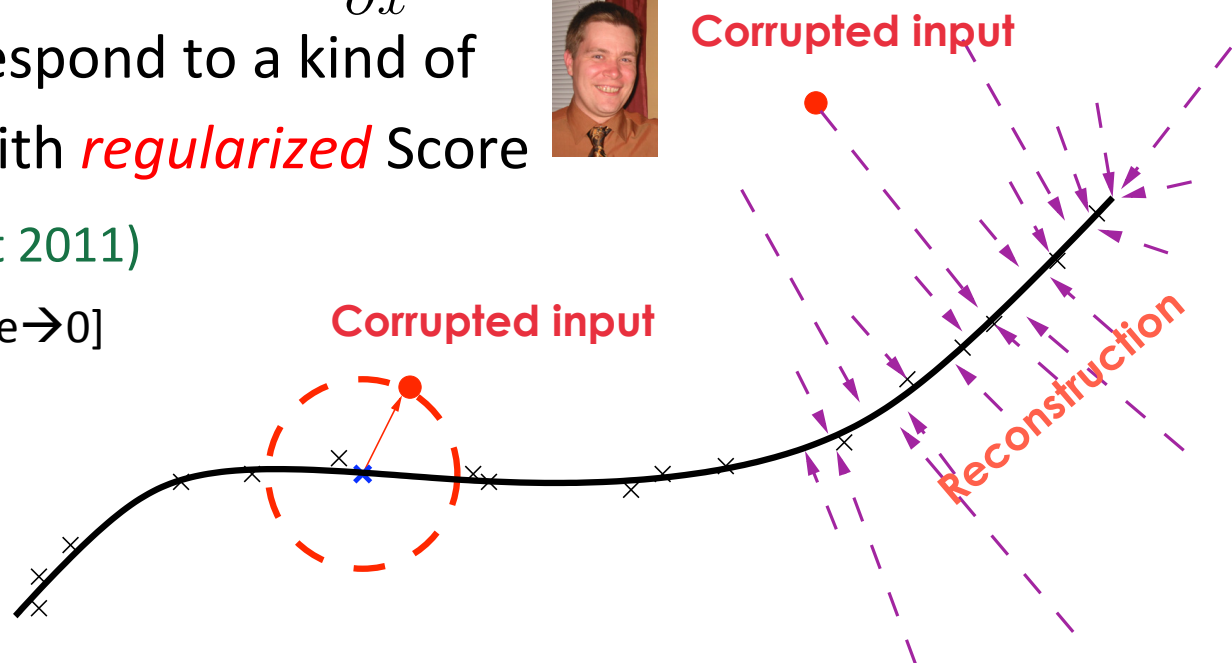 ∂x
espond to a kind of
ith regularized Score
t 2011)
e→0]
Corrupted input
Corrupted input
Reconstruction